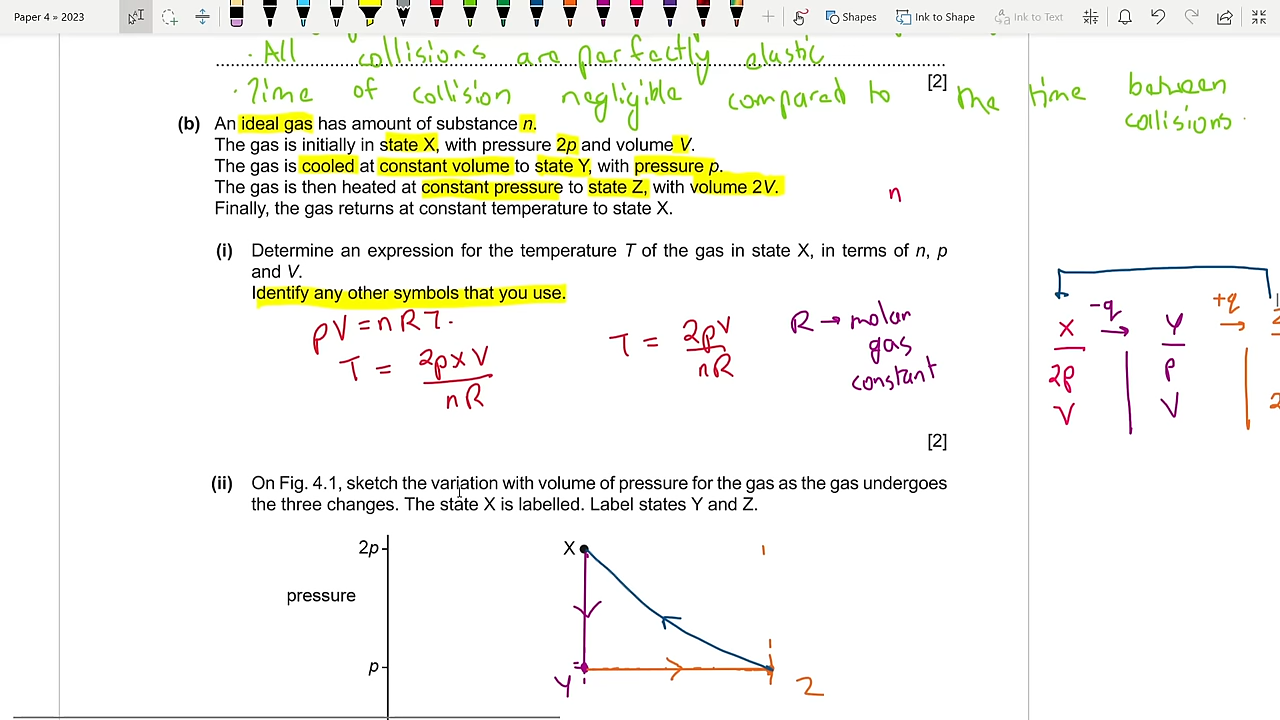 Paper 4 » 2023
Shapes
Ink to Shape
Ink to Text
· All collisions are perfectly elastic
[2]
· Time of collision negligible compared to the time between collisions.
(b) An ideal gas has amount of substance n.
The gas is initially in state X, with pressure 2p and volume V.
The gas is cooled at constant volume to state Y, with pressure p.
The gas is then heated at constant pressure to state Z, with volume 2V.
n
Finally, the gas returns at constant temperature to state X.
(i) Determine an expression for the temperature T of the gas in state X, in terms of n, p
and V.
Identify any other symbols that you use.
pV = nRT.
T = 2p×V / nR
T = 2pV / nR
R → molar
gas
constant
X -q → Y +q →
2p p
V V 2
[2]
(ii) On Fig. 4.1, sketch the variation with volume of pressure for the gas as the gas undergoes
the three changes. The state X is labelled. Label states Y and Z.
2p
X
pressure
p
Y
Z